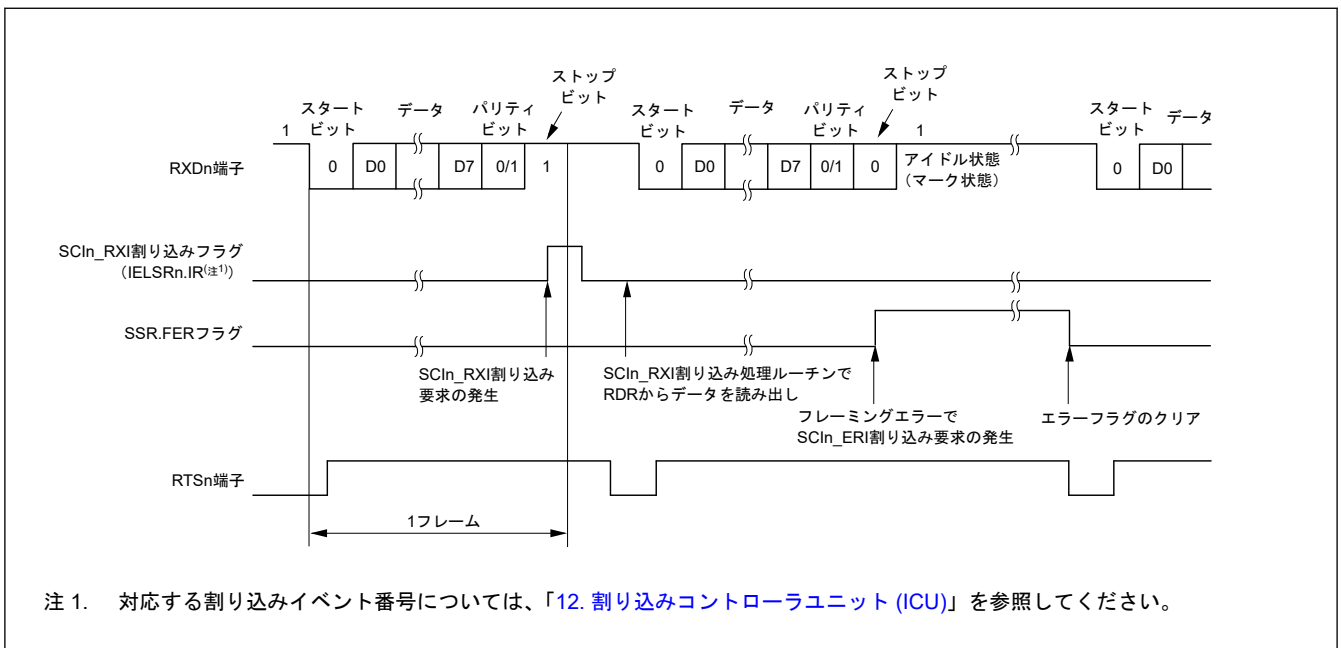 ストップ
ビット
ストップ
ビット
スタート
ビット
データ
パリティ
ビット
スタート
ビット
データ
パリティ
ビット
スタート
ビット
データ
1
1
RXDn端子
0
D0
D7
0/1
1
0
D0
D7
0/1
0
アイドル状態
(マーク状態)
0
D0
SCIn_RXI割り込みフラグ
(IELSRn.IR(注1))
SSR.FERフラグ
SCIn_RXI割り込み
要求の発生
SCIn_RXI割り込み処理ルーチンで
RDRからデータを読み出し
フレーミングエラーで
SCIn_ERI割り込み要求の発生
エラーフラグのクリア
RTSn端子
1フレーム
注 1. 対応する割り込みイベント番号については、「12. 割り込みコントローラユニット (ICU)」を参照してください。